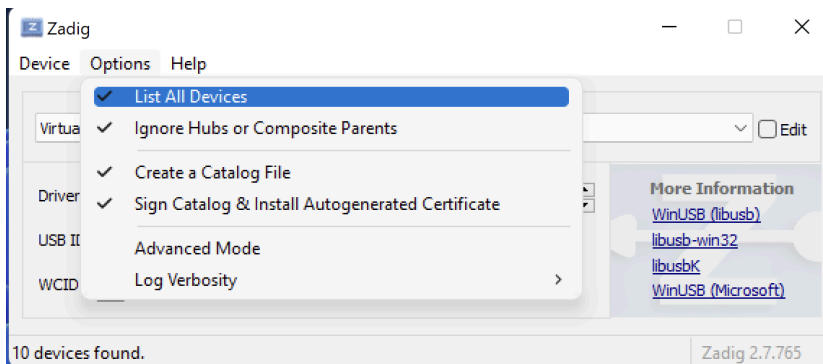 Zadig
Device Options Help
List All Devices
Ignore Hubs or Composite Parents
Create a Catalog File
Sign Catalog & Install Autogenerated Certificate
Advanced Mode
Log Verbosity
Virtua
Edit
Driver
USB ID
WCID
More Information
WinUSB (libusb)
libusb-win32
libusbK
WinUSB (Microsoft)
10 devices found.
Zadig 2.7.765